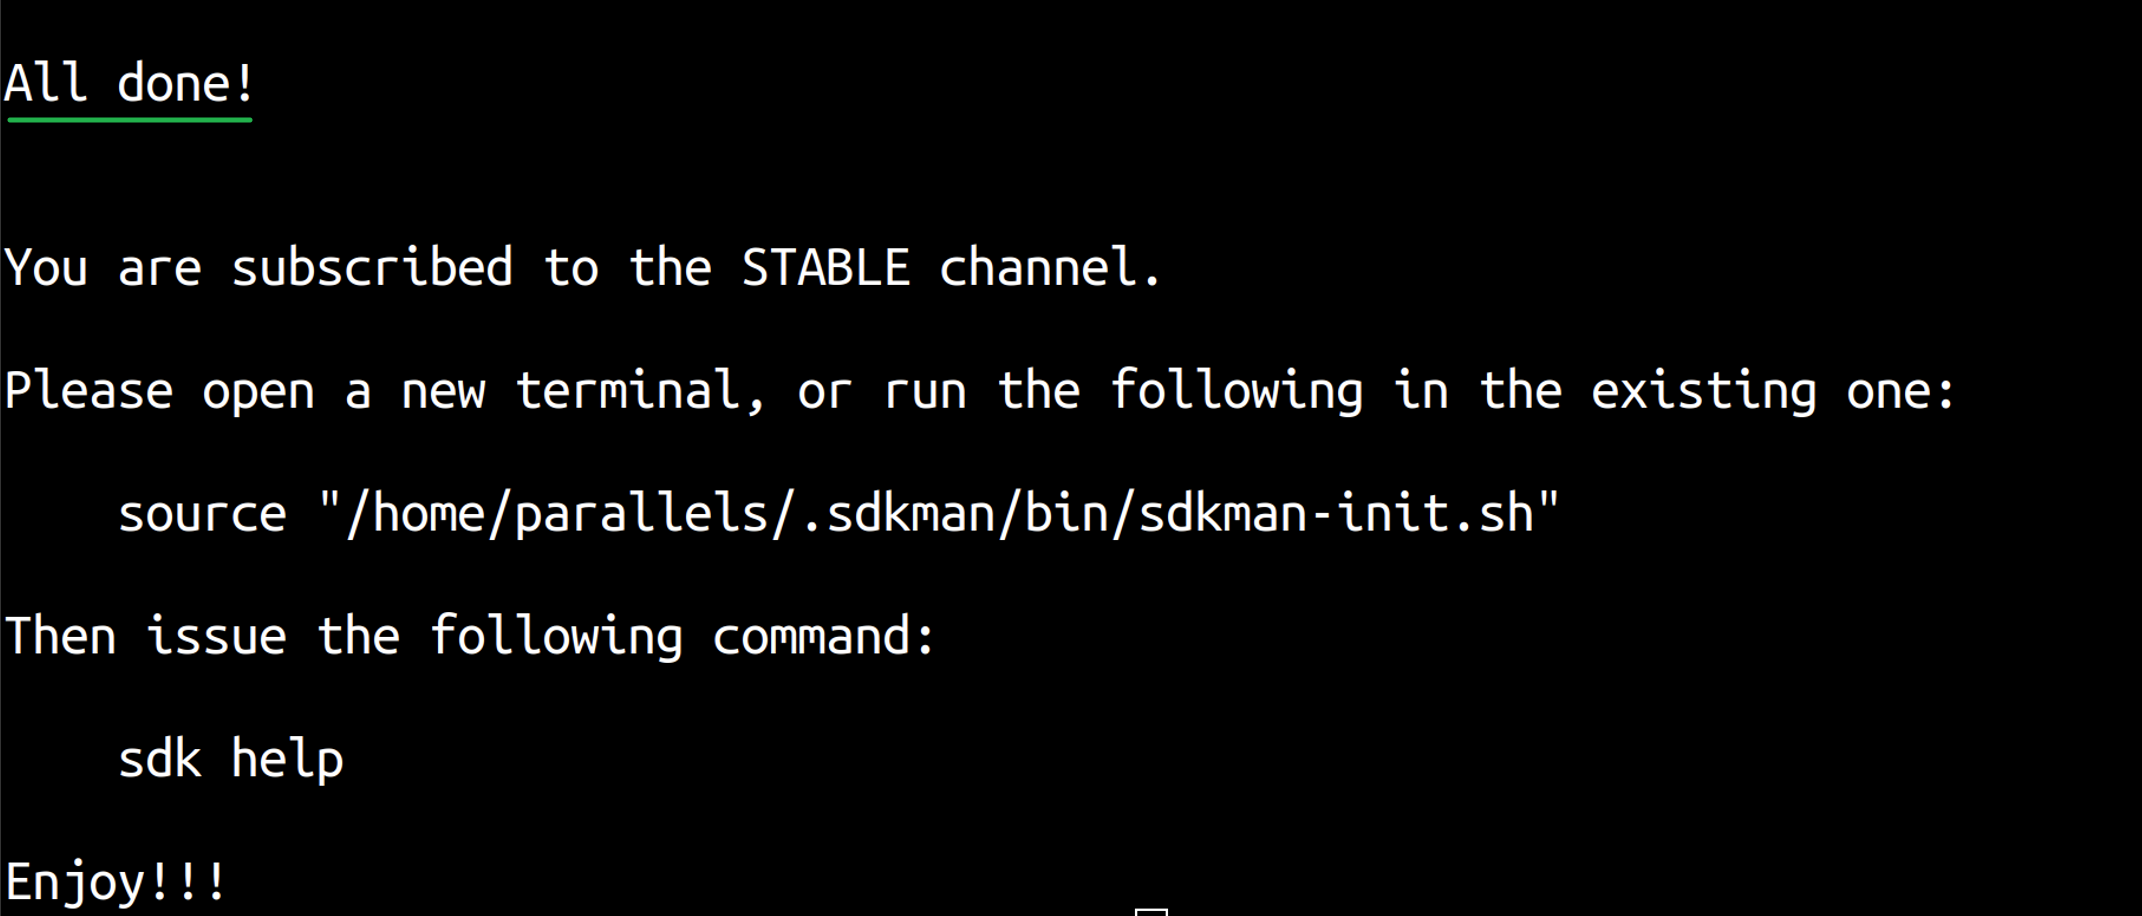 All done!
You are subscribed to the STABLE channel.
Please open a new terminal, or run the following in the existing one:
source "/home/parallels/.sdkman/bin/sdkman-init.sh"
Then issue the following command:
sdk help
Enjoy!!!